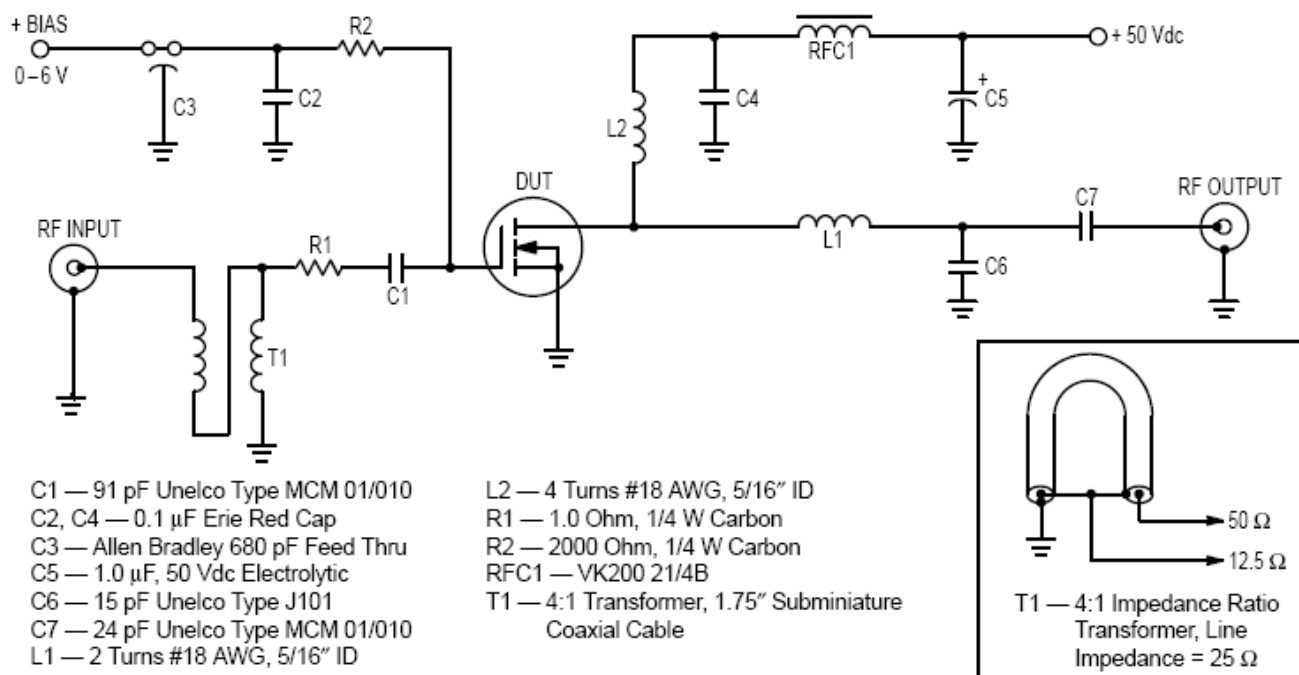 + BIAS
0–6 V
C3
C2
R2
RF INPUT
R1
C1
T1
DUT
L2
C4
RFC1
C5
+
+ 50 Vdc
L1
C6
C7
RF OUTPUT
C1 — 91 pF Unelco Type MCM 01/010
C2, C4 — 0.1 µF Erie Red Cap
C3 — Allen Bradley 680 pF Feed Thru
C5 — 1.0 µF, 50 Vdc Electrolytic
C6 — 15 pF Unelco Type J101
C7 — 24 pF Unelco Type MCM 01/010
L1 — 2 Turns #18 AWG, 5/16″ ID
L2 — 4 Turns #18 AWG, 5/16″ ID
R1 — 1.0 Ohm, 1/4 W Carbon
R2 — 2000 Ohm, 1/4 W Carbon
RFC1 — VK200 21/4B
T1 — 4:1 Transformer, 1.75″ Subminiature
Coaxial Cable
50 Ω
12.5 Ω
T1 — 4:1 Impedance Ratio
Transformer, Line
Impedance = 25 Ω